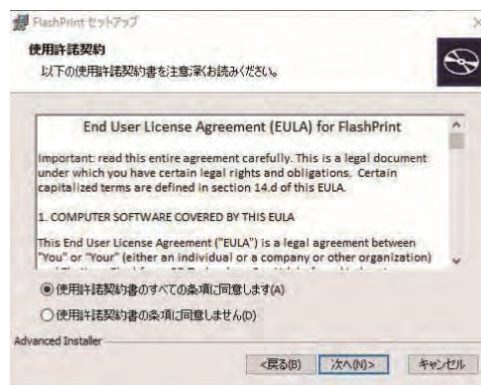 FlashPrint セットアップ
使用許諾契約
以下の使用許諾契約書を注意深くお読みください。
End User License Agreement (EULA) for FlashPrint
Important: read this entire agreement carefully. This is a legal document
under which you have certain legal rights and obligations. Certain
capitalized terms are defined in section 14.d of this EULA.
1. COMPUTER SOFTWARE COVERED BY THIS EULA
This End User License Agreement ("EULA") is a legal agreement between
"You" or "Your" (either an individual or a company or other organization)
使用許諾契約書のすべての条項に同意します(A)
使用許諾契約書の条項に同意しません(D)
Advanced Installer
<戻る(B)
次へ(N)>
キャンセル